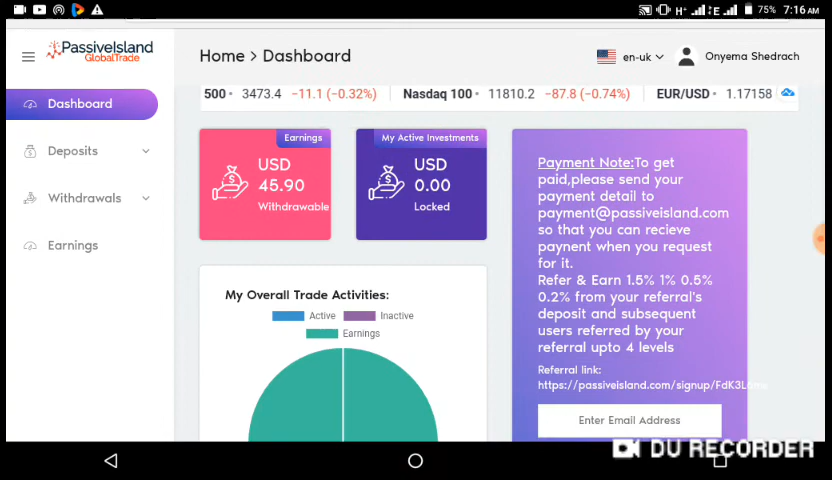 H+ E 75% 7:16 AM
PassiveIsland
GlobalTrade
Home > Dashboard
en-uk
Onyema Shedrach
500 • 3473.4 −11.1 (−0.32%) Nasdaq 100 • 11810.2 −87.8 (−0.74%) EUR/USD • 1.17158
Dashboard
Deposits
Withdrawals
Earnings
Earnings
USD
45.90
Withdrawable
My Active Investments
USD
0.00
Locked
Payment Note:To get
paid,please send your
payment detail to
payment@passiveisland.com
so that you can recieve
paynent when you request
for it.
Refer & Earn 1.5% 1% 0.5%
0.2% from your referral's
deposit and subsequent
users referred by your
referral upto 4 levels
Referral link:
https://passiveisland.com/signup/FdK3L
Enter Email Address
My Overall Trade Activities:
Active
Inactive
Earnings
DU RECORDER